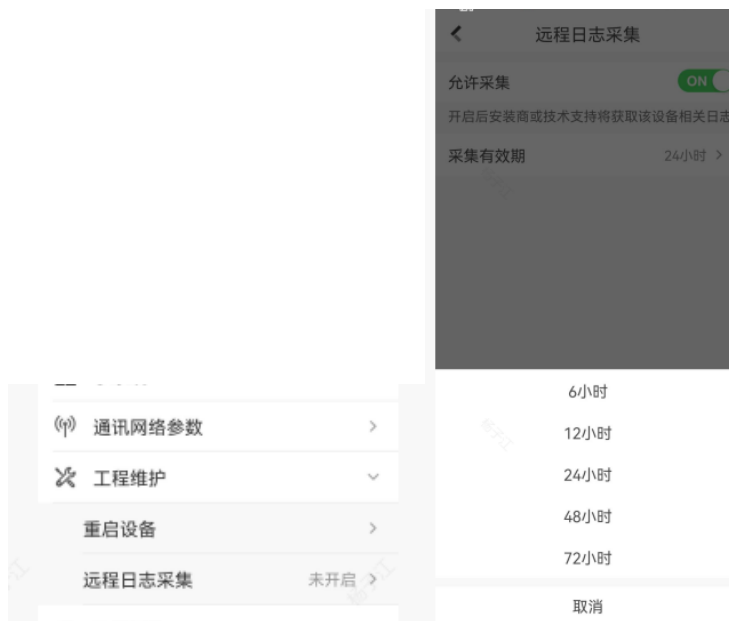 远程日志采集
允许采集
ON
开启后安装商或技术支持将获取该设备相关日志
采集有效期
24小时
6小时
12小时
24小时
48小时
72小时
取消
通讯网络参数
工程维护
重启设备
远程日志采集
未开启
杨子江